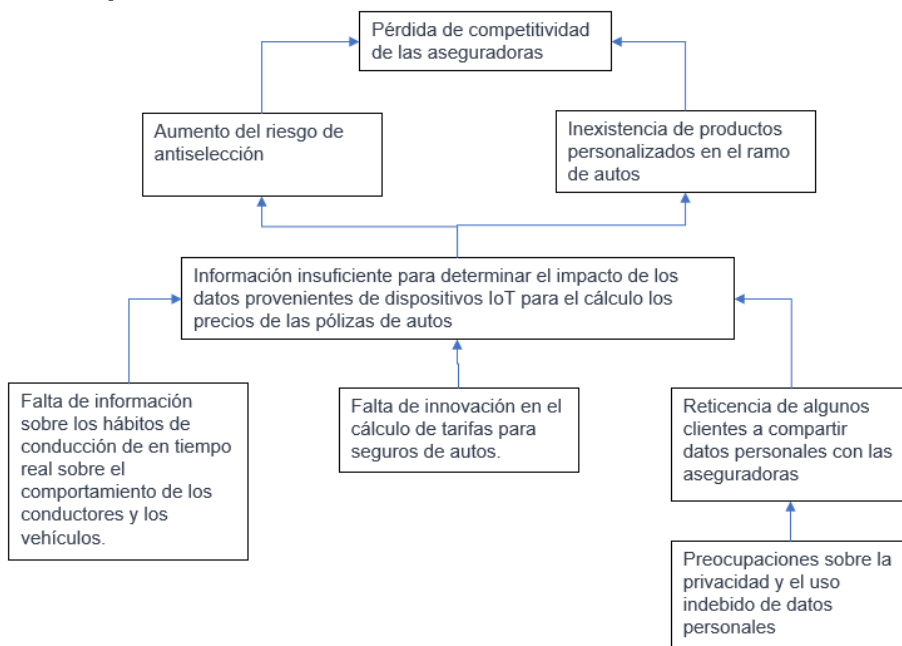 Pérdida de competitividad
de las aseguradoras
Aumento del riesgo de
antiselección
Inexistencia de productos
personalizados en el ramo
de autos
Información insuficiente para determinar el impacto de los
datos provenientes de dispositivos IoT para el cálculo los
precios de las pólizas de autos
Falta de información
sobre los hábitos de
conducción de en tiempo
real sobre el
comportamiento de los
conductores y los
vehículos.
Falta de innovación en el
cálculo de tarifas para
seguros de autos.
Reticencia de algunos
clientes a compartir
datos personales con las
aseguradoras
Preocupaciones sobre la
privacidad y el uso
indebido de datos
personales